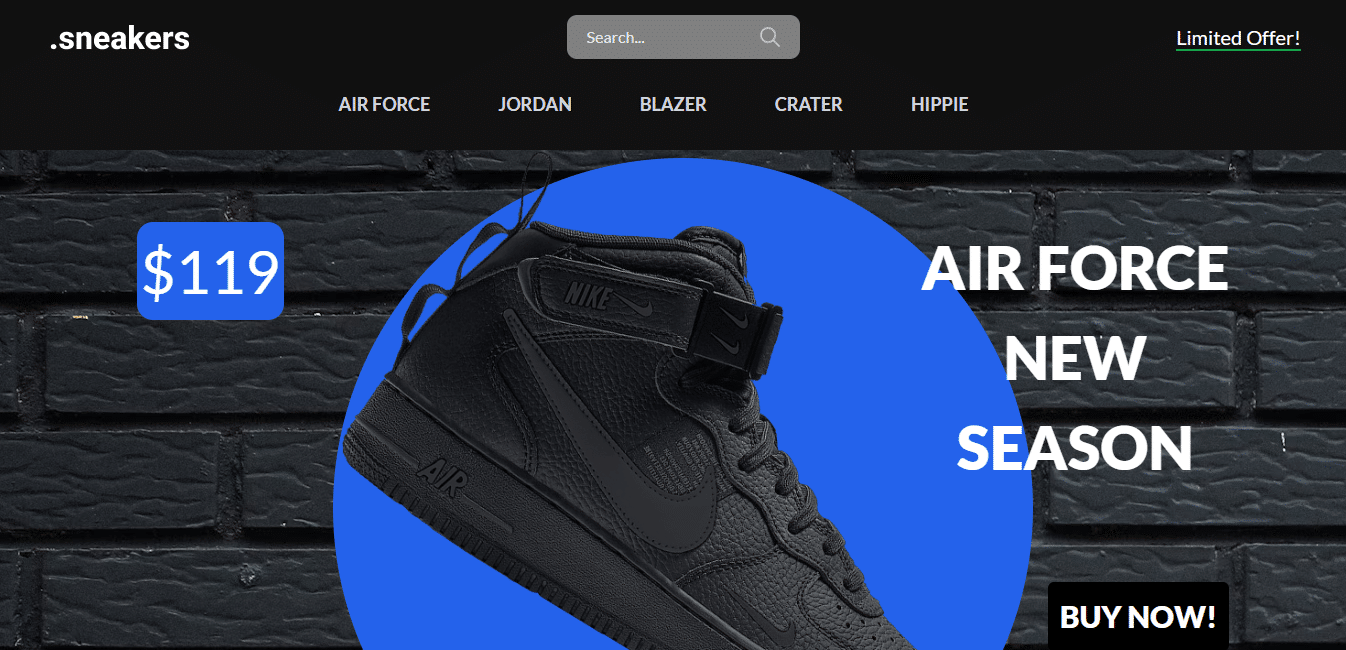 .sneakers
Search...
Limited Offer!
AIR FORCE
JORDAN
BLAZER
CRATER
HIPPIE
$119
AIR FORCE
NEW
SEASON
NIKE
AIR
BUY NOW!